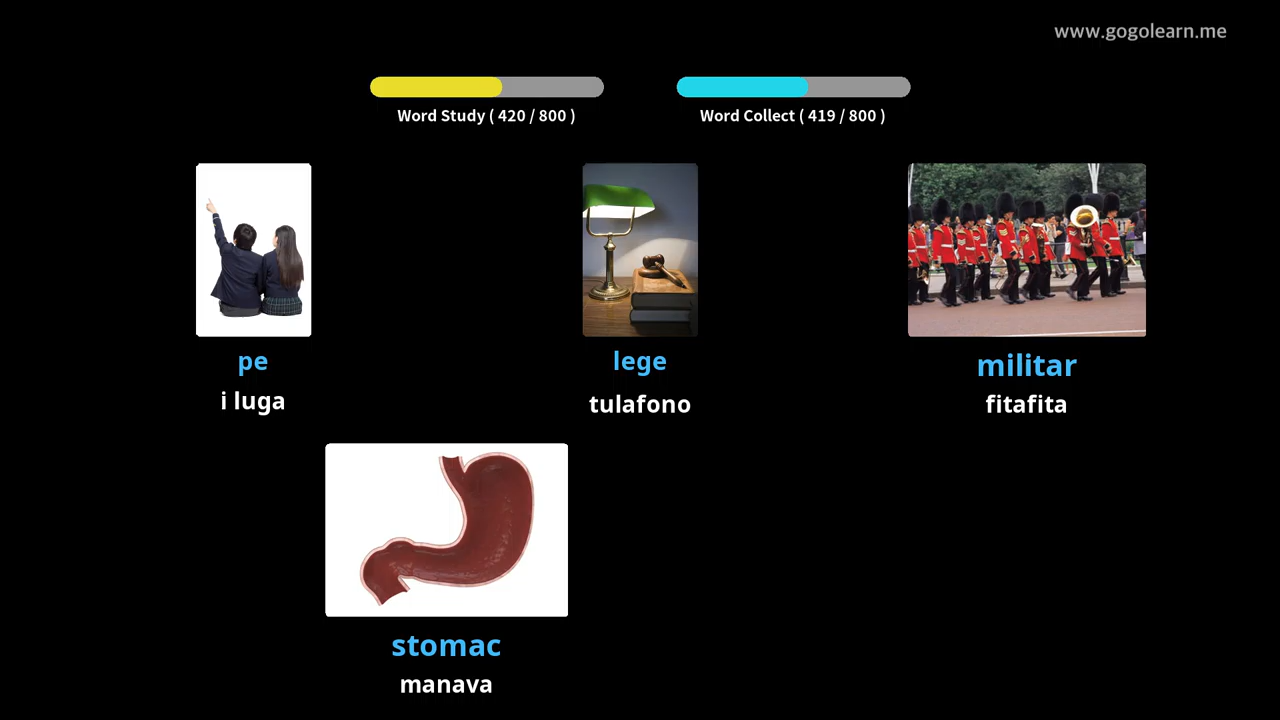 www.gogolearn.me
Word Study ( 420 / 800 )
Word Collect ( 419 / 800 )
pe
i luga
lege
tulafono
militar
fitafita
stomac
manava